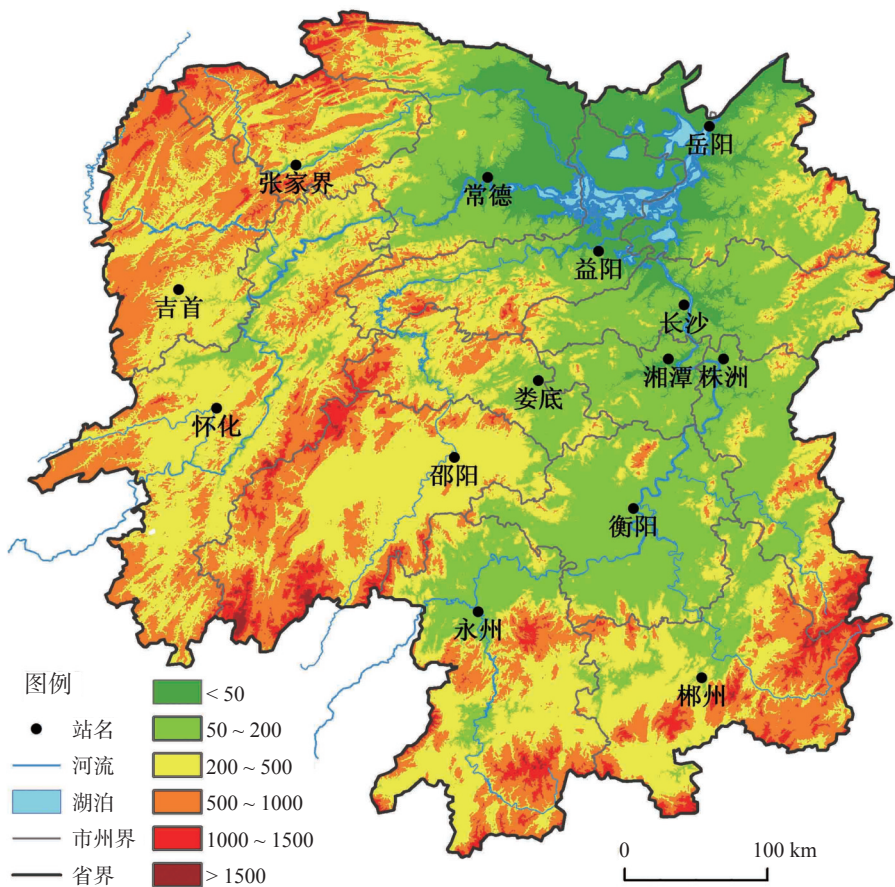 岳阳
张家界
常德
益阳
吉首
长沙
湘潭
株洲
娄底
怀化
邵阳
衡阳
永州
郴州
图例
站名
河流
湖泊
市州界
省界
< 50
50 ~ 200
200 ~ 500
500 ~ 1000
1000 ~ 1500
> 1500
0 100 km